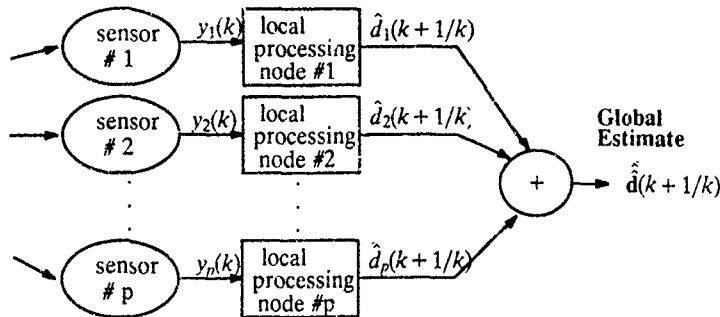 sensor # 1
y₁(k)
local processing node #1
d̂₁(k+1/k)
sensor # 2
y₂(k)
local processing node #2
d̂₂(k+1/k)
Global Estimate
+
d̂̂(k+1/k)
sensor # p
yₚ(k)
local processing node #p
d̂ₚ(k+1/k)